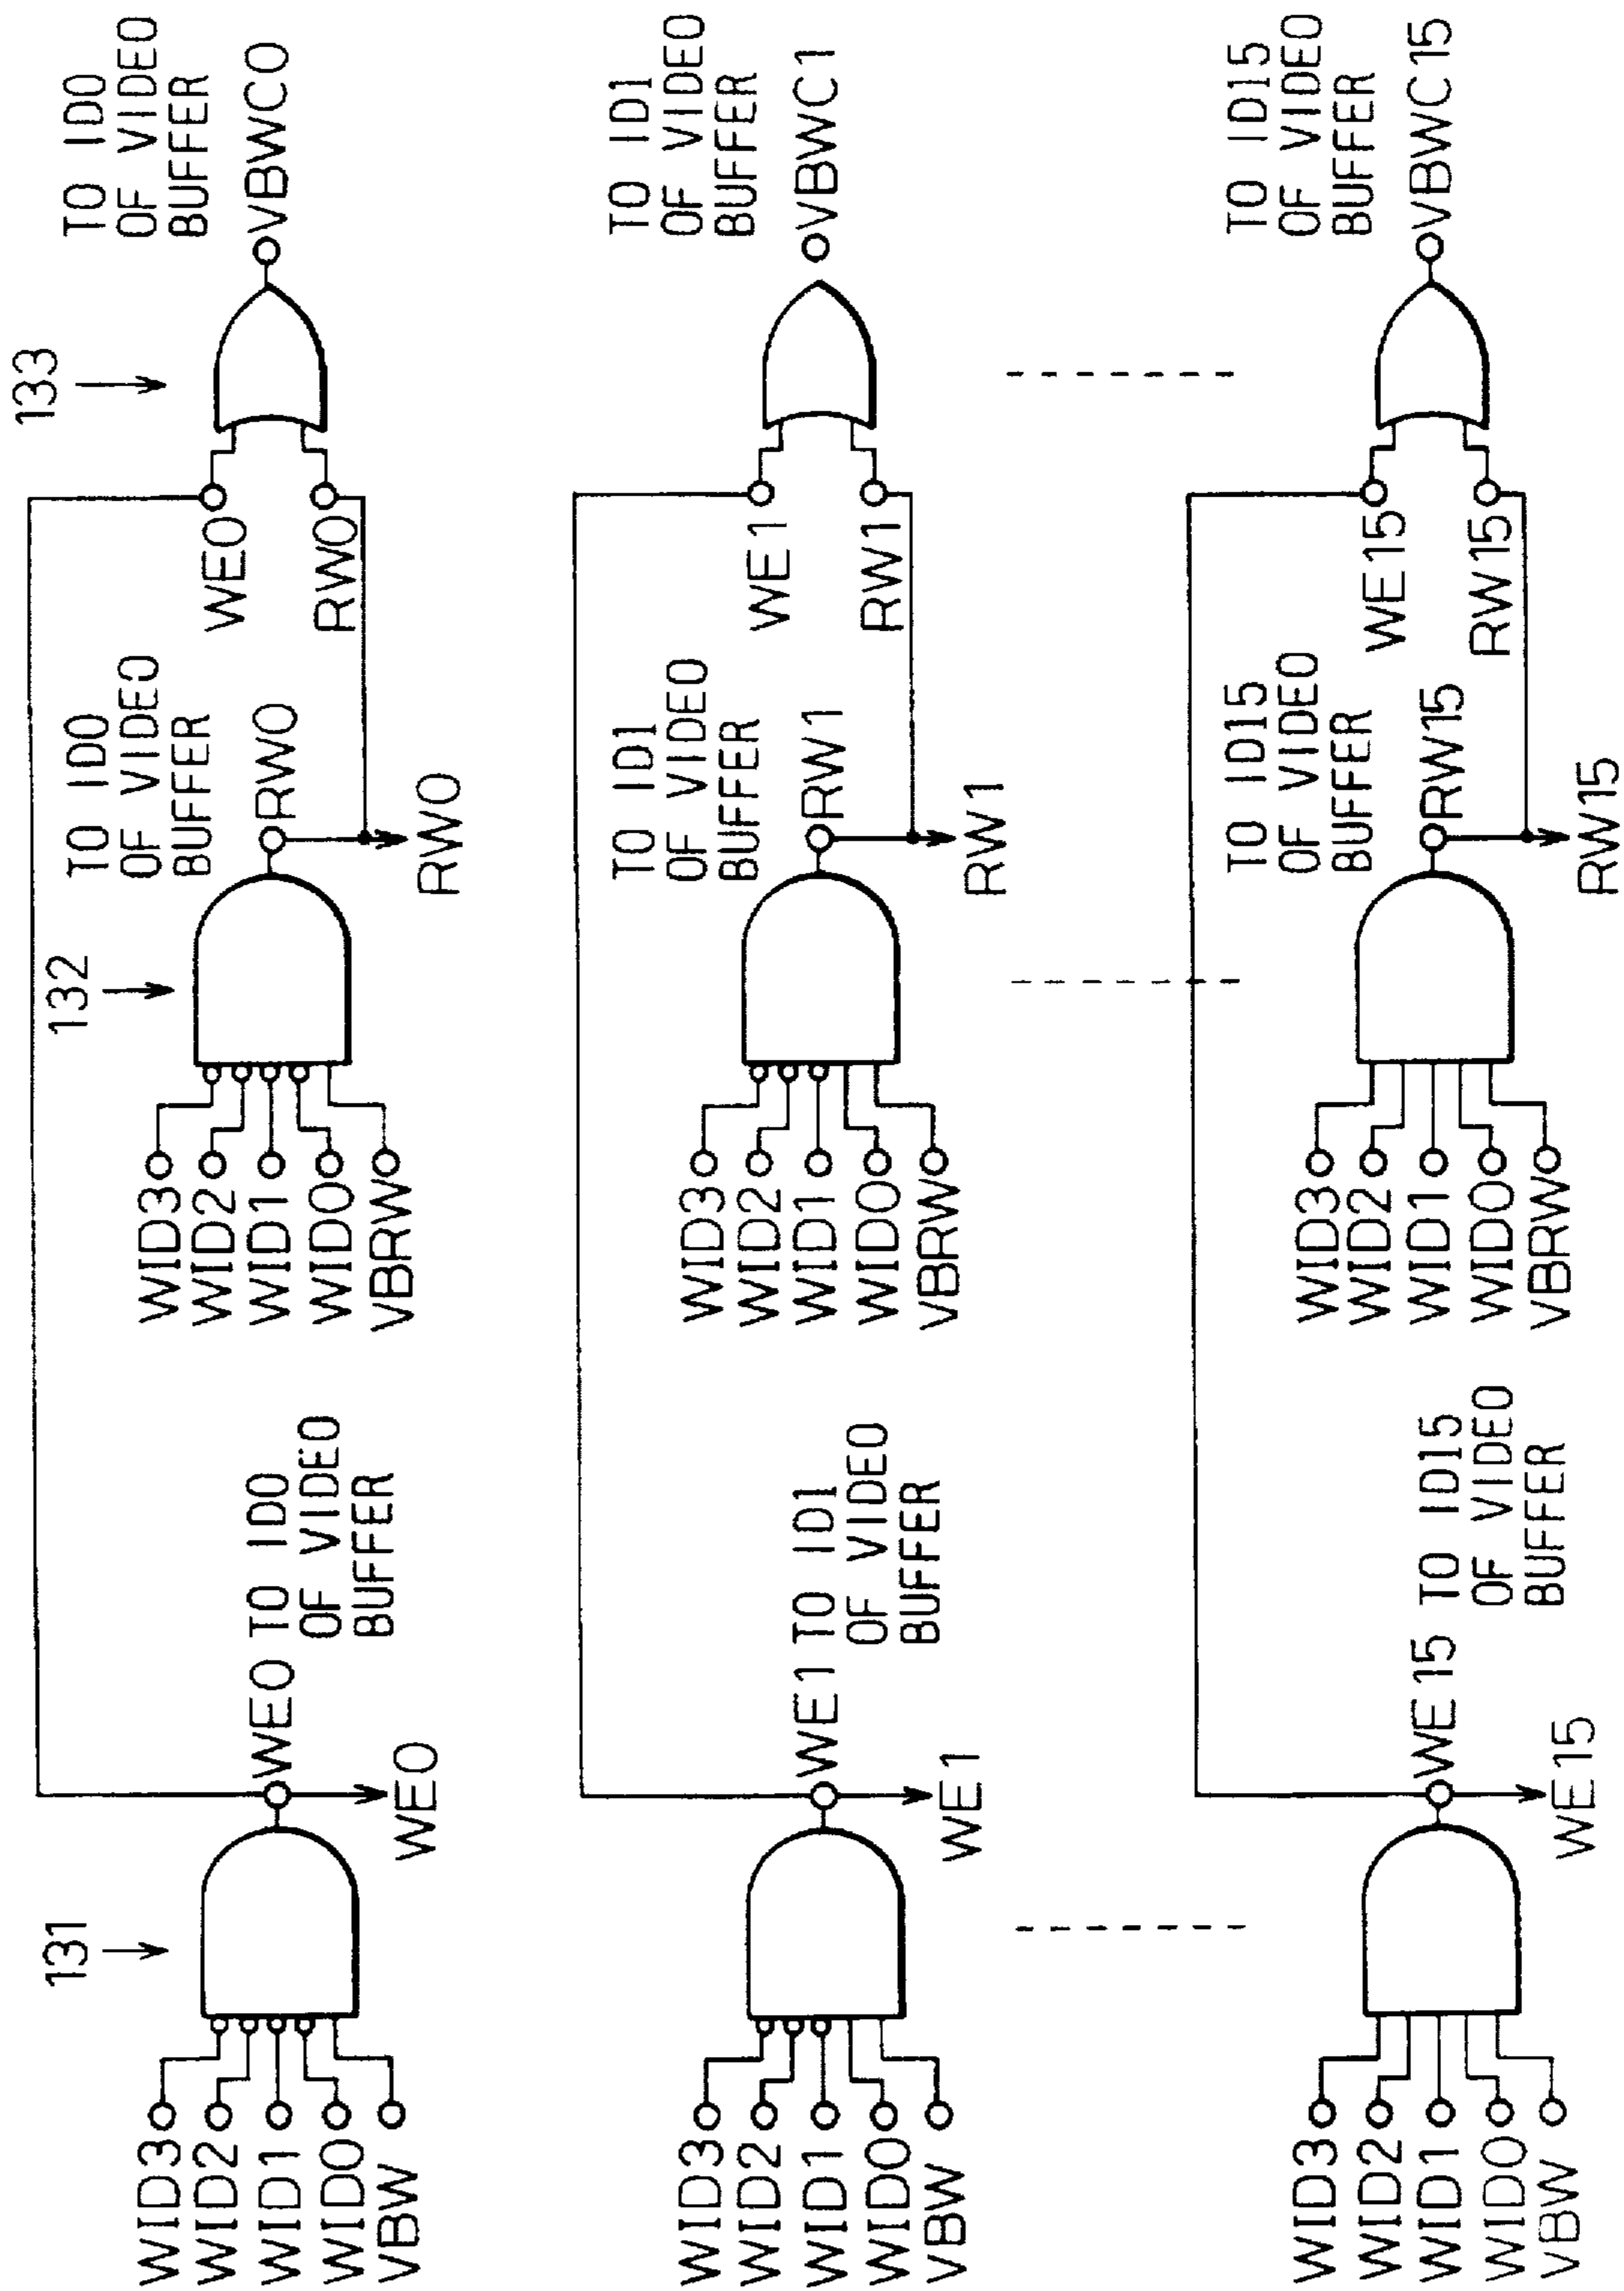 131
WID3
WID2
WID1
WID0
VBW
WE0 TO ID0
OF VIDEO
BUFFER
WE0
132
WID3
WID2
WID1
WID0
VBRW
TO ID0
OF VIDEO
BUFFER
RW0
RW0
133
WE0
RW0
TO ID0
OF VIDEO
BUFFER
VBWC0
WID3
WID2
WID1
WID0
VBW
WE1 TO ID1
OF VIDEO
BUFFER
WE1
WID3
WID2
WID1
WID0
VBRW
TO ID1
OF VIDEO
BUFFER
RW1
RW1
WE1
RW1
TO ID1
OF VIDEO
BUFFER
VBWC1
WID3
WID2
WID1
WID0
VBW
WE15 TO ID15
OF VIDEO
BUFFER
WE15
WID3
WID2
WID1
WID0
VBRW
TO ID15
OF VIDEO
BUFFER
RW15
RW15
WE15
RW15
TO ID15
OF VIDEO
BUFFER
VBWC15